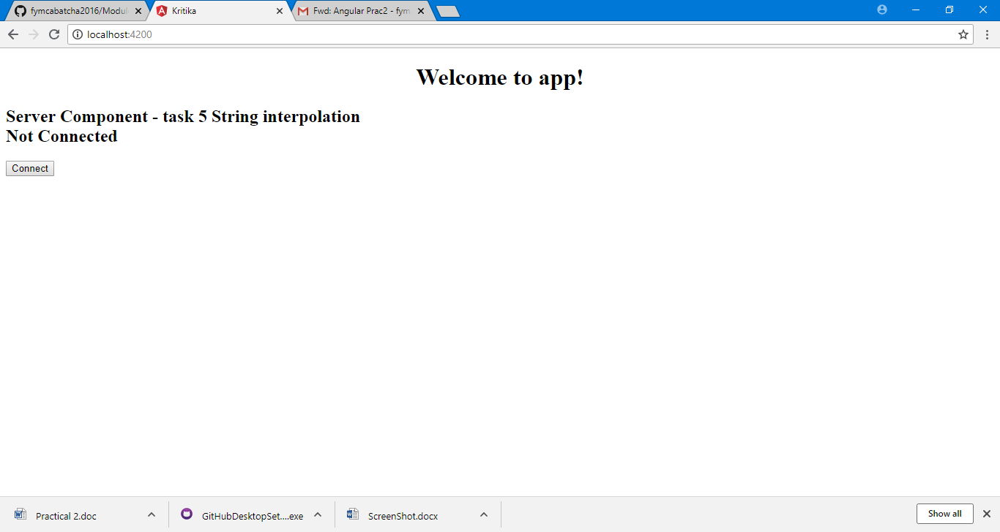 fymcabatcha2016/Modul
Kritika
Fwd: Angular Prac2 - fym
localhost:4200
Welcome to app!
Server Component - task 5 String interpolation
Not Connected
Connect
Practical 2.doc
GitHubDesktopSet....exe
ScreenShot.docx
Show all